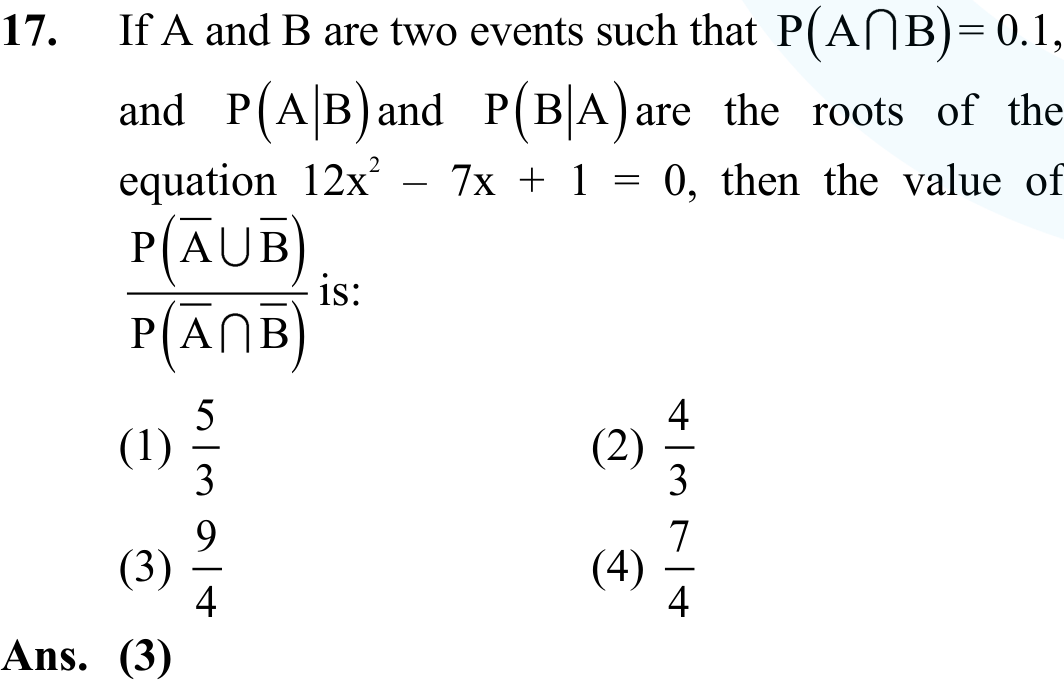 17. If A and B are two events such that P(A⋂B) = 0.1,
and P(A|B) and P(B|A) are the roots of the
equation 12x² – 7x + 1 = 0, then the value of
P(A̅⋃B̅)
P(A̅⋂B̅) is:
(1) 5/3 (2) 4/3
(3) 9/4 (4) 7/4
Ans. (3)